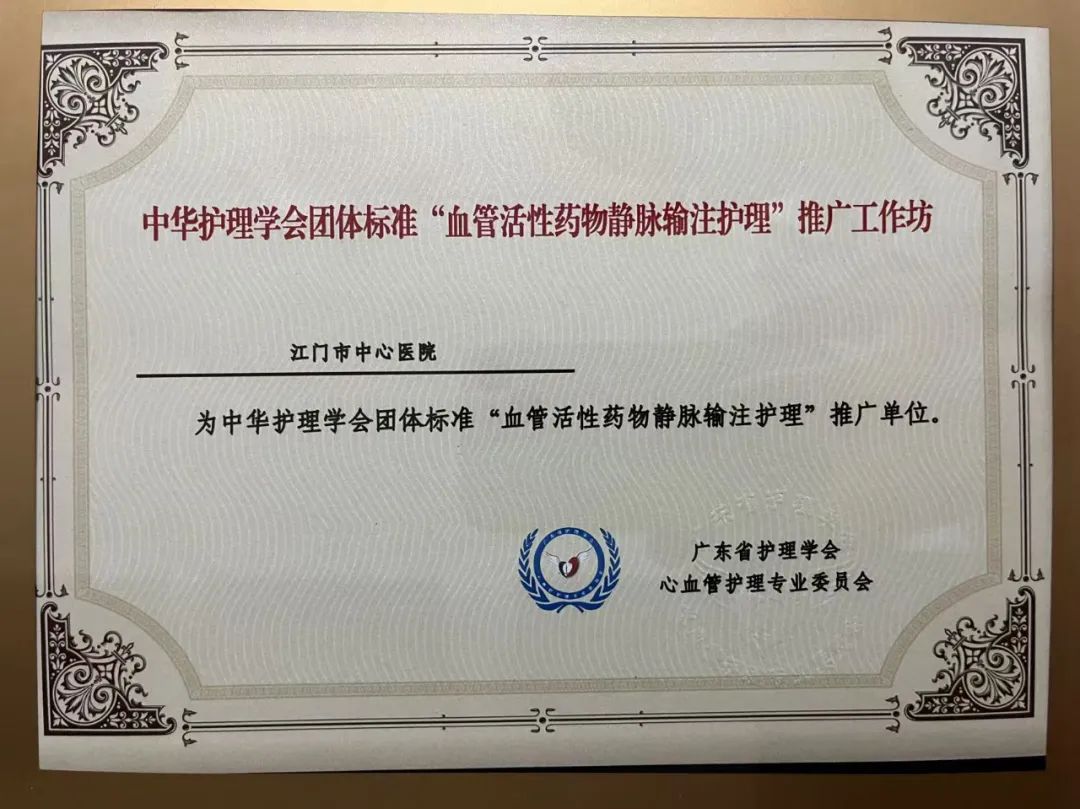 中华护理学会团体标准“血管活性药物静脉输注护理”推广工作坊
江门市中心医院
为中华护理学会团体标准“血管活性药物静脉输注护理”推广单位。
广东省护理学会
心血管护理专业委员会